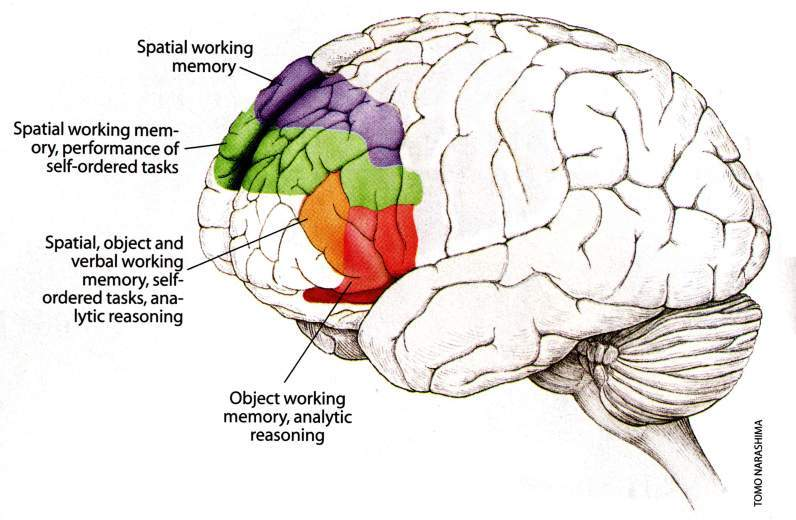 Spatial working
memory
Spatial working mem-
ory, performance of
self-ordered tasks
Spatial, object and
verbal working
memory, self-
ordered tasks, ana-
lytic reasoning
Object working
memory, analytic
reasoning
TOMO NARASHIMA